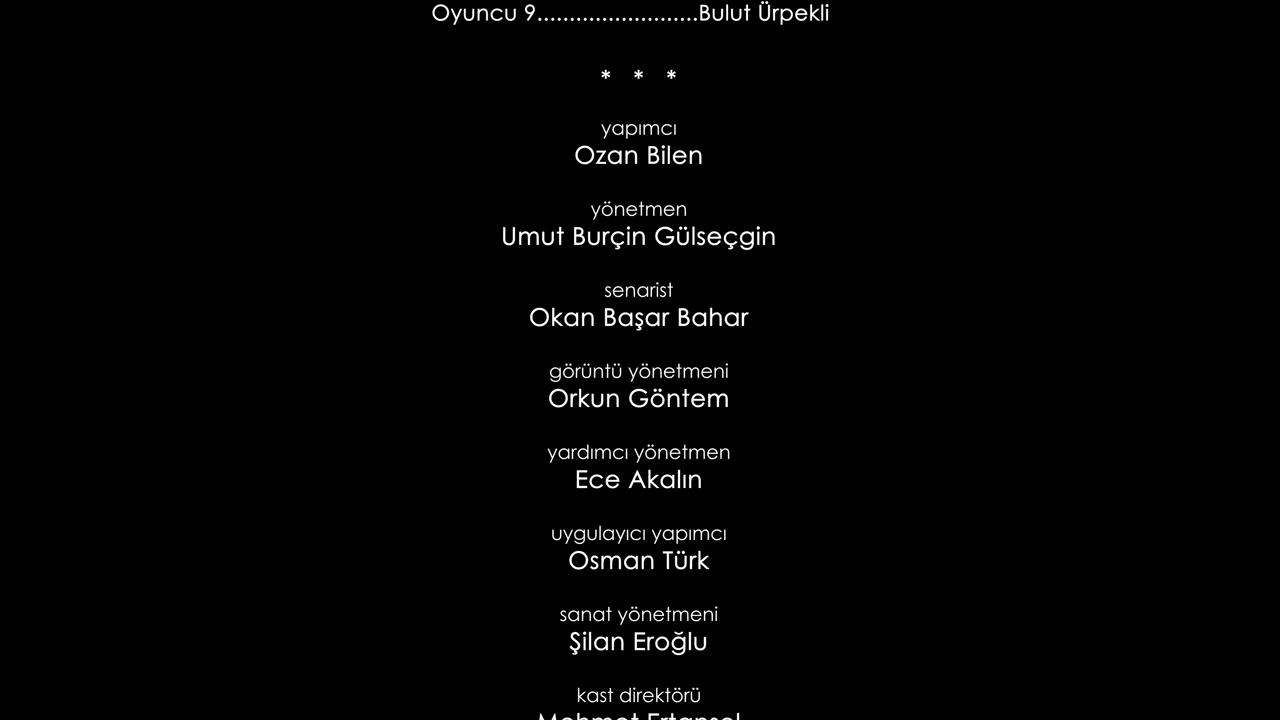 Oyuncu 9.........................Bulut Ürpekli
* * *
yapımcı
Ozan Bilen
yönetmen
Umut Burçin Gülseçgin
senarist
Okan Başar Bahar
görüntü yönetmeni
Orkun Göntem
yardımcı yönetmen
Ece Akalın
uygulayıcı yapımcı
Osman Türk
sanat yönetmeni
Şilan Eroğlu
kast direktörü
Mehmet